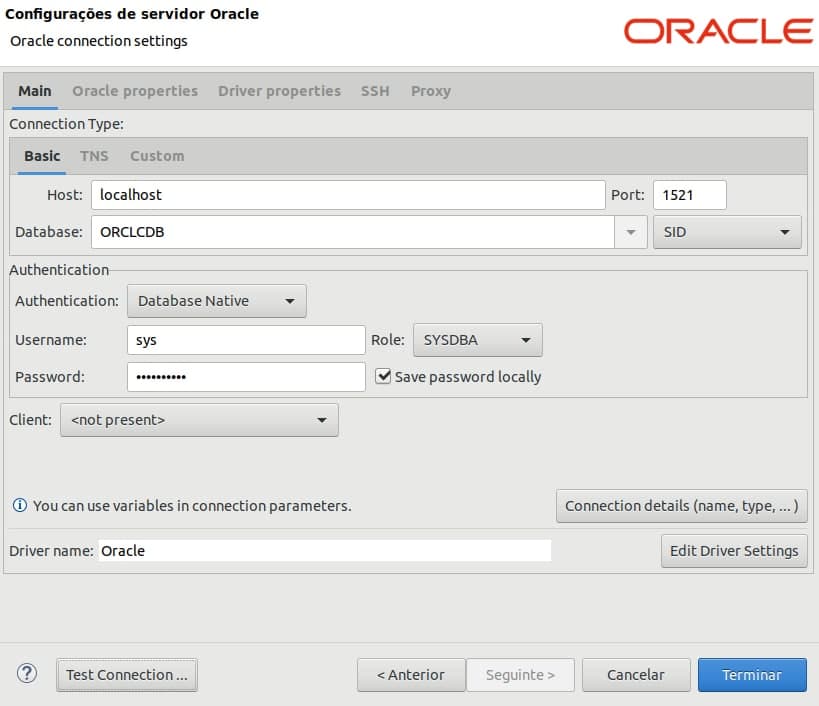 Configurações de servidor Oracle
Oracle connection settings
ORACLE
Main Oracle properties Driver properties SSH Proxy
Connection Type:
Basic TNS Custom
Host: localhost Port: 1521
Database: ORCLCDB SID
Authentication
Authentication: Database Native
Username: sys Role: SYSDBA
Password: •••••••••• Save password locally
Client: <not present>
You can use variables in connection parameters. Connection details (name, type, ... )
Driver name: Oracle Edit Driver Settings
? Test Connection ... < Anterior Seguinte > Cancelar Terminar